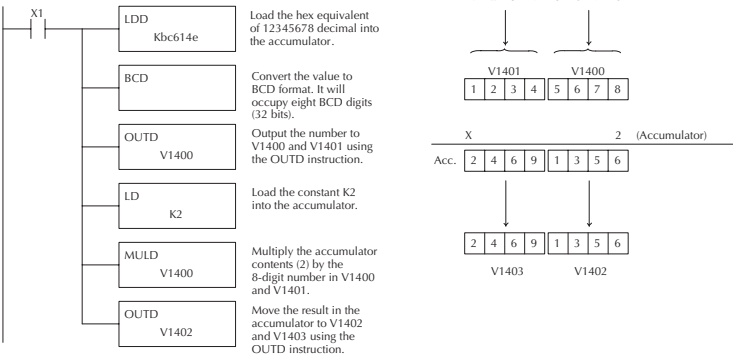 X1
LDD
Kbc614e
Load the hex equivalent
of 12345678 decimal into
the accumulator.
BCD
Convert the value to
BCD format. It will
occupy eight BCD digits
(32 bits).
OUTD
V1400
Output the number to
V1400 and V1401 using
the OUTD instruction.
LD
K2
Load the constant K2
into the accumulator.
MULD
V1400
Multiply the accumulator
contents (2) by the
8-digit number in V1400
and V1401.
OUTD
V1402
Move the result in the
accumulator to V1402
and V1403 using the
OUTD instruction.
V1401 V1400
1 2 3 4 5 6 7 8
X 2 (Accumulator)
Acc. 2 4 6 9 1 3 5 6
2 4 6 9 1 3 5 6
V1403 V1402